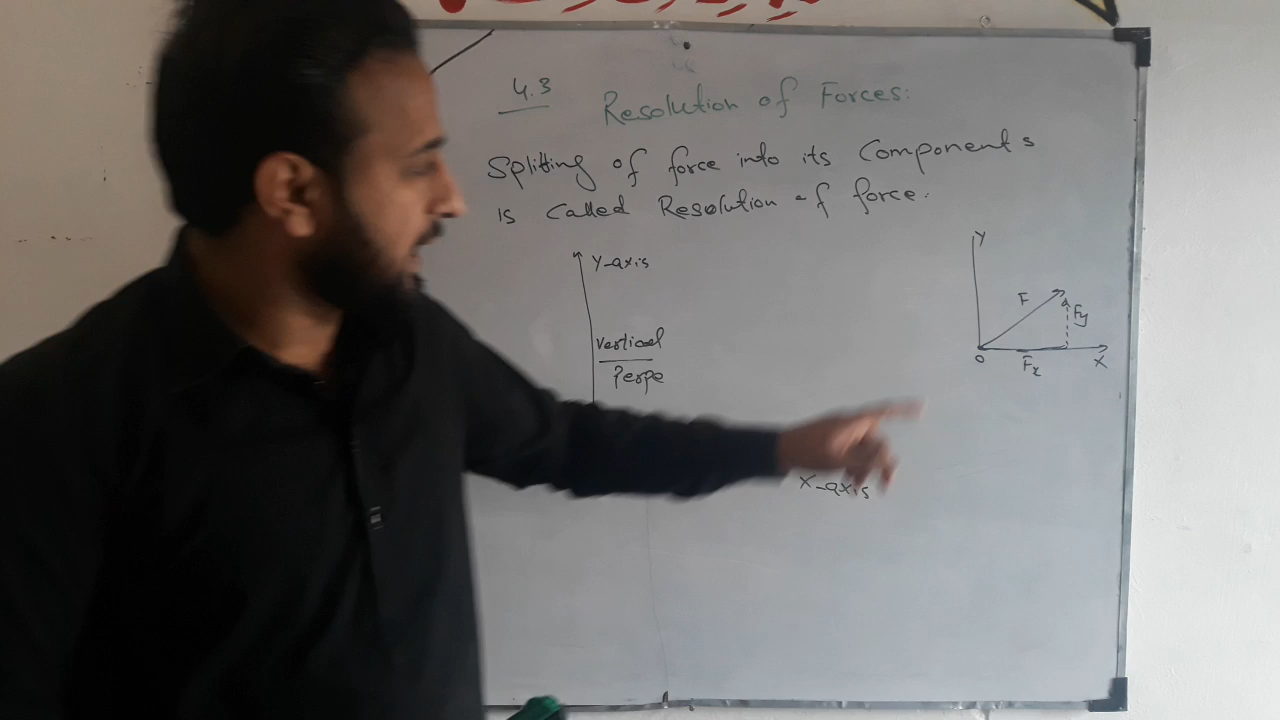 4.3 Resolution of Forces:
Splitting of force into its components
is called Resolution of force.
Y-axis
Vertical
Perpe
X-axis
Y
F
Fy
O
Fx
X